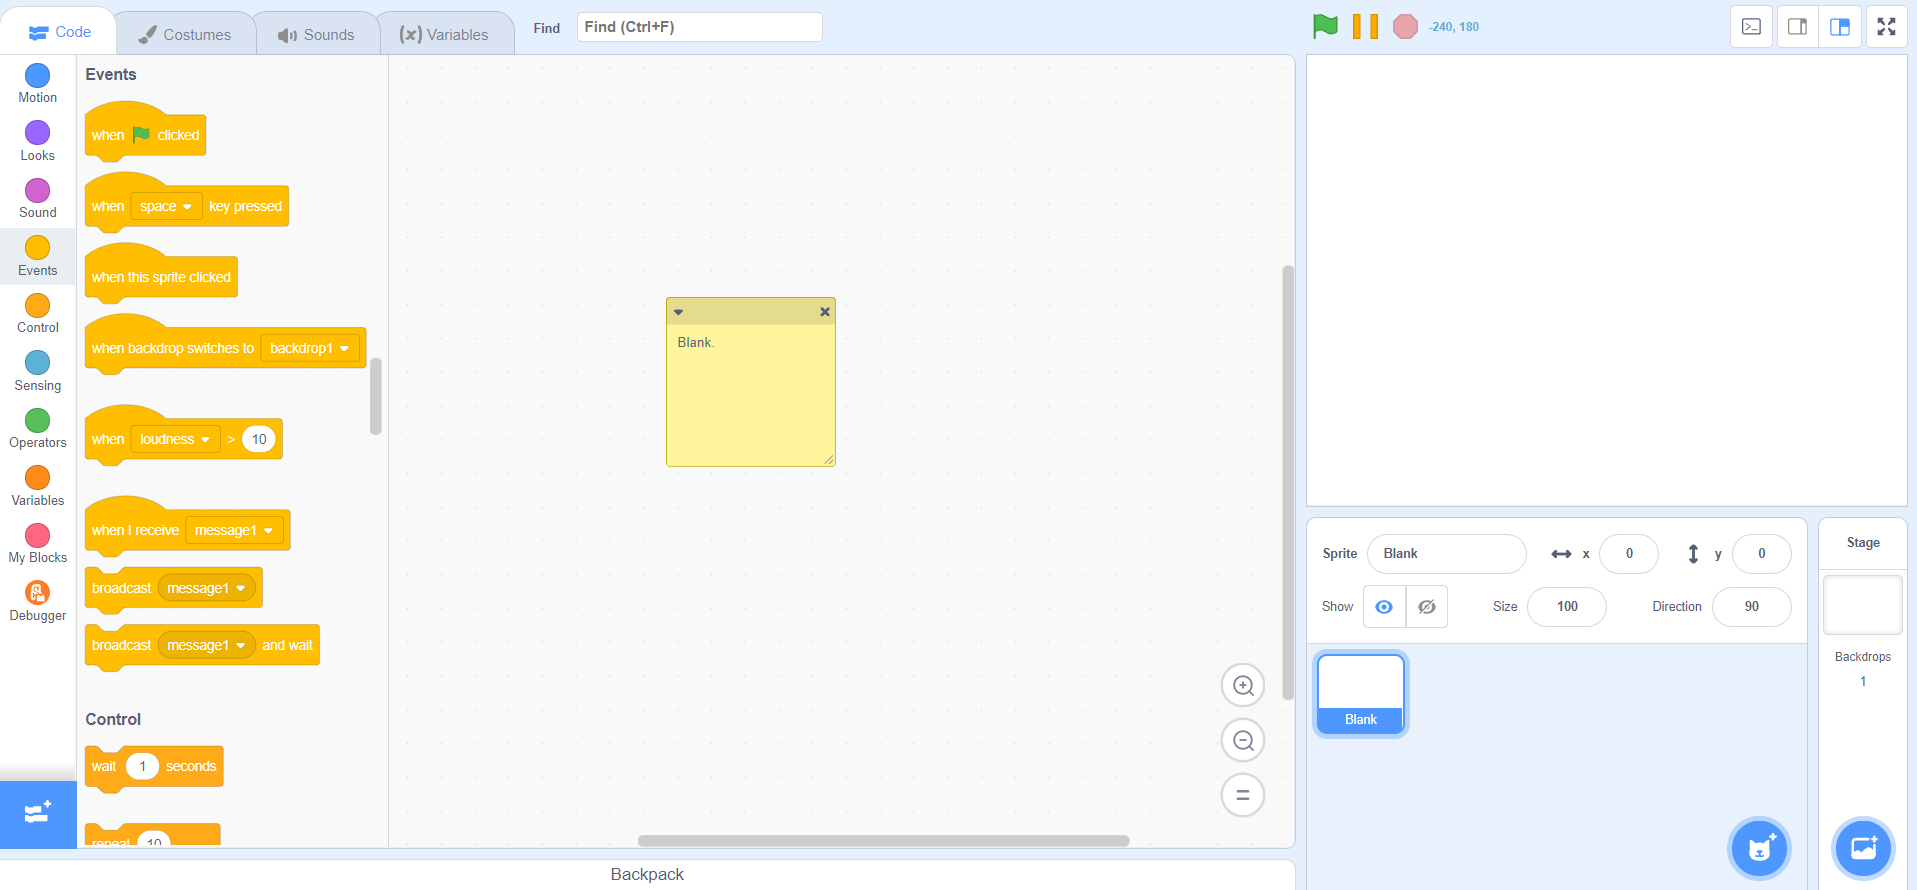 Code
Costumes
Sounds
(x) Variables
Find
Find (Ctrl+F)
-240, 180
Motion
Looks
Sound
Events
Control
Sensing
Operators
Variables
My Blocks
Debugger
Events
when clicked
when space key pressed
when this sprite clicked
when backdrop switches to backdrop1
when loudness > 10
when I receive message1
broadcast message1
broadcast message1 and wait
Control
wait 1 seconds
repeat 10
Blank.
Backpack
Sprite Blank x 0 y 0
Show Size 100 Direction 90
Blank
Stage
Backdrops
1